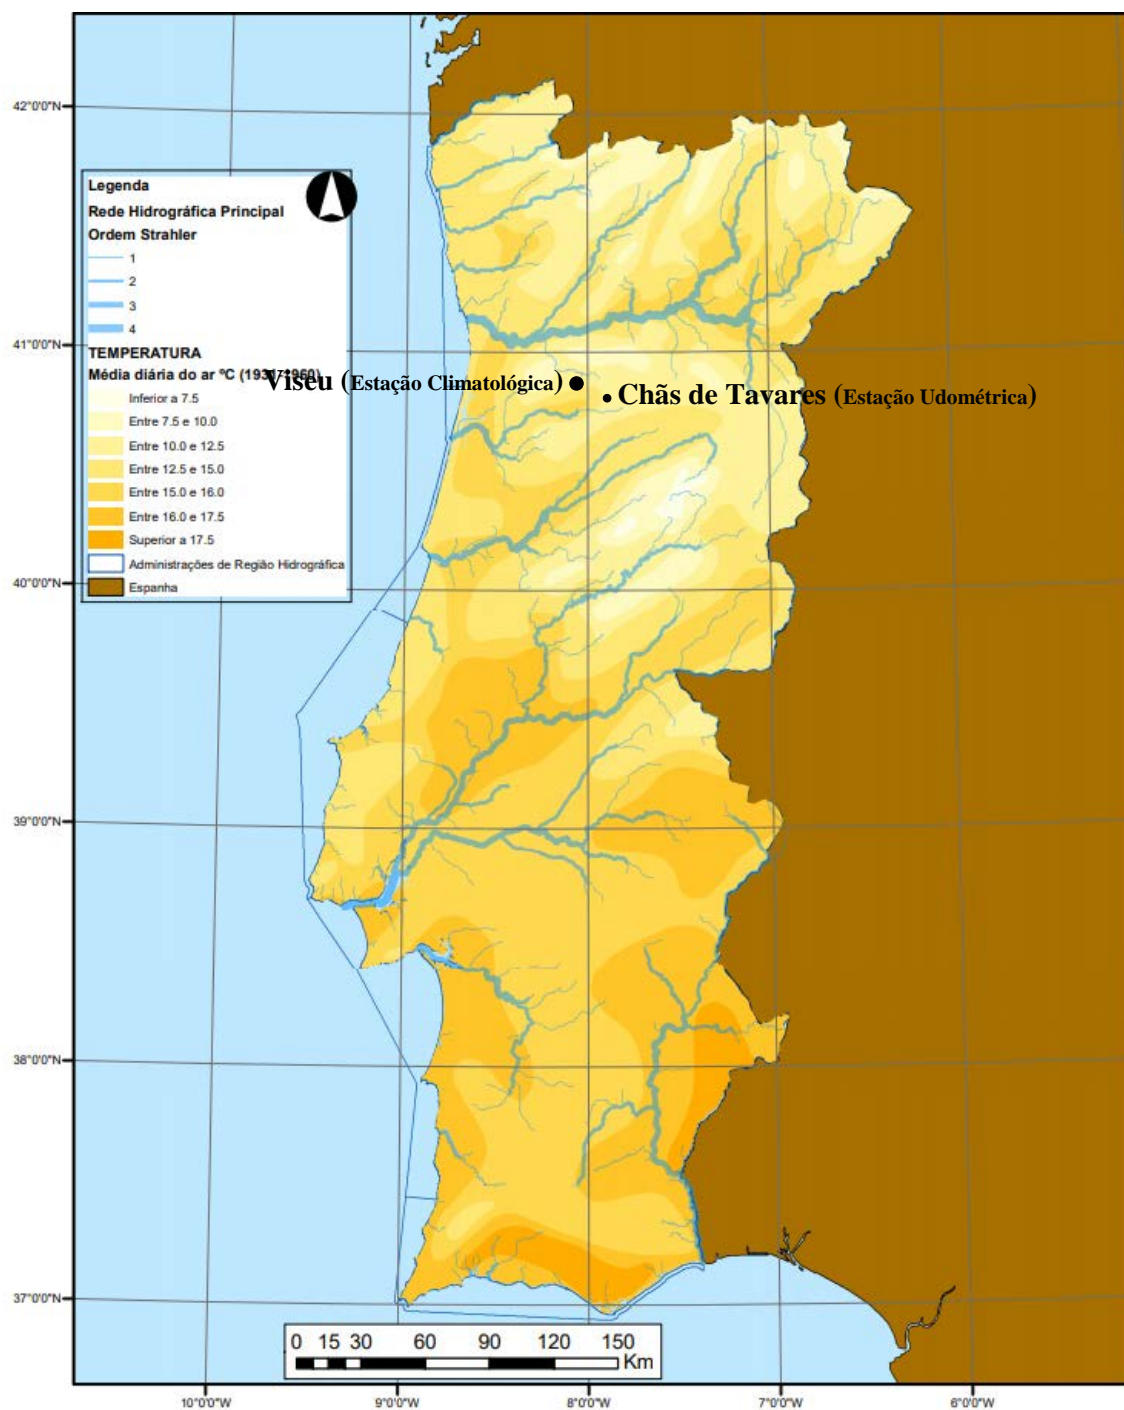 42°0'0"N
Legenda
Rede Hidrográfica Principal
Ordem Strahler
1
2
3
4
41°0'0"N
TEMPERATURA
Média diária do ar ºC (1931-1960)
Viseu (Estação Climatológica)
Chãs de Tavares (Estação Udométrica)
Inferior a 7.5
Entre 7.5 e 10.0
Entre 10.0 e 12.5
Entre 12.5 e 15.0
Entre 15.0 e 16.0
Entre 16.0 e 17.5
Superior a 17.5
Administrações de Região Hidrográfica
Espanha
40°0'0"N
39°0'0"N
38°0'0"N
37°0'0"N
0 15 30 60 90 120 150
Km
10°0'0"W 9°0'0"W 8°0'0"W 7°0'0"W 6°0'0"W